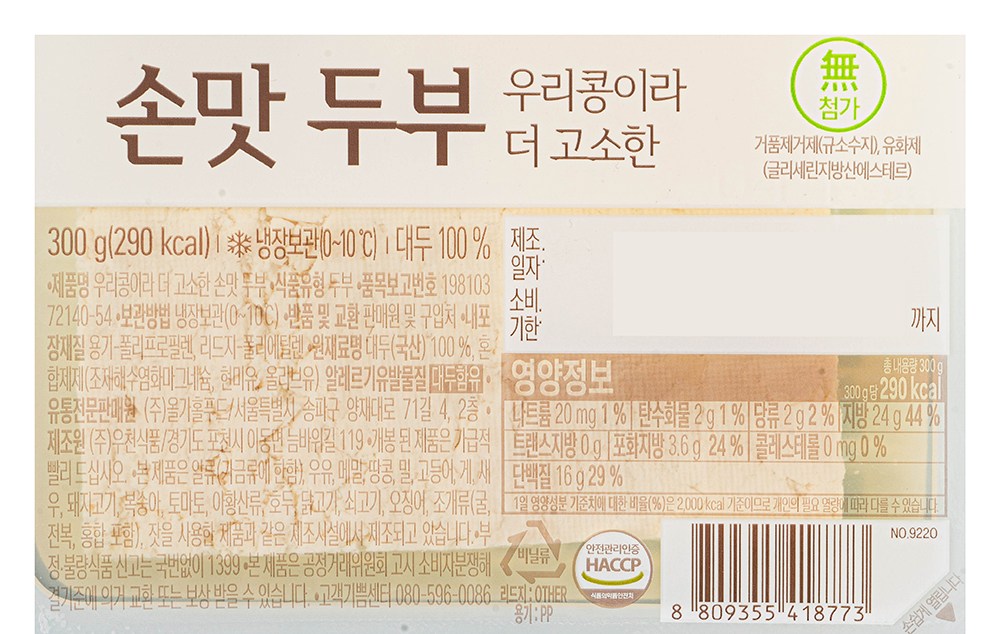 손맛 두부
우리콩이라
더 고소한
無
첨가
거품제거제(규소수지), 유화제
(글리세린지방산에스테르)
300 g(290 kcal) | 냉장보관(0~10℃) | 대두 100 %
•제품명 우리콩이라 더 고소한 손맛 두부 •식품유형 두부 •품목보고번호 198103
72140-54 •보관방법 냉장보관(0~10℃) •반품 및 교환 판매원 및 구입처 •내포
장재질 용기-폴리프로필렌, 리드지-폴리에틸렌 •원재료명 대두(국산) 100 %, 혼
합제제(조제해수염화마그네슘, 현미유, 올리브유) 알레르기유발물질 대두함유 •
유통전문판매원 (주)올가홀푸드/서울특별시 송파구 양재대로 71길 4, 2층 •
제조원 (주)은천식품/경기도 포천시 이동면 늠바위길 119 •개봉 된 제품은 가급적
빨리 드십시오. •본 제품은 알류(가금류에 한함), 우유, 메밀, 땅콩, 밀, 고등어, 게, 새
우, 돼지고기, 복숭아, 토마토, 아황산류, 호두, 닭고기, 쇠고기, 오징어, 조개류(굴,
전복, 홍합 포함), 잣을 사용한 제품과 같은 제조시설에서 제조되고 있습니다. •부
정·불량식품 신고는 국번없이 1399 •본 제품은 공정거래위원회 고시 소비자분쟁해
결기준에 의거 교환 또는 보상 받을 수 있습니다. •고객기쁨센터 080-596-0086
제조.
일자·
소비.
기한·
까지
영양정보
총 내용량 300 g
300 g당 290 kcal
나트륨 20 mg 1 % 탄수화물 2 g 1 % 당류 2 g 2 % 지방 24 g 44 %
트랜스지방 0 g 포화지방 3.6 g 24 % 콜레스테롤 0 mg 0 %
단백질 16 g 29 %
1일 영양성분 기준치에 대한 비율(%)은 2,000 kcal 기준이므로 개인의 필요 열량에 따라 다를 수 있습니다.
비닐류
리드지 : OTHER
용기 : PP
안전관리인증
HACCP
식품의약품안전처
NO.9220
8 809355 418773
손쉽게 열립니다